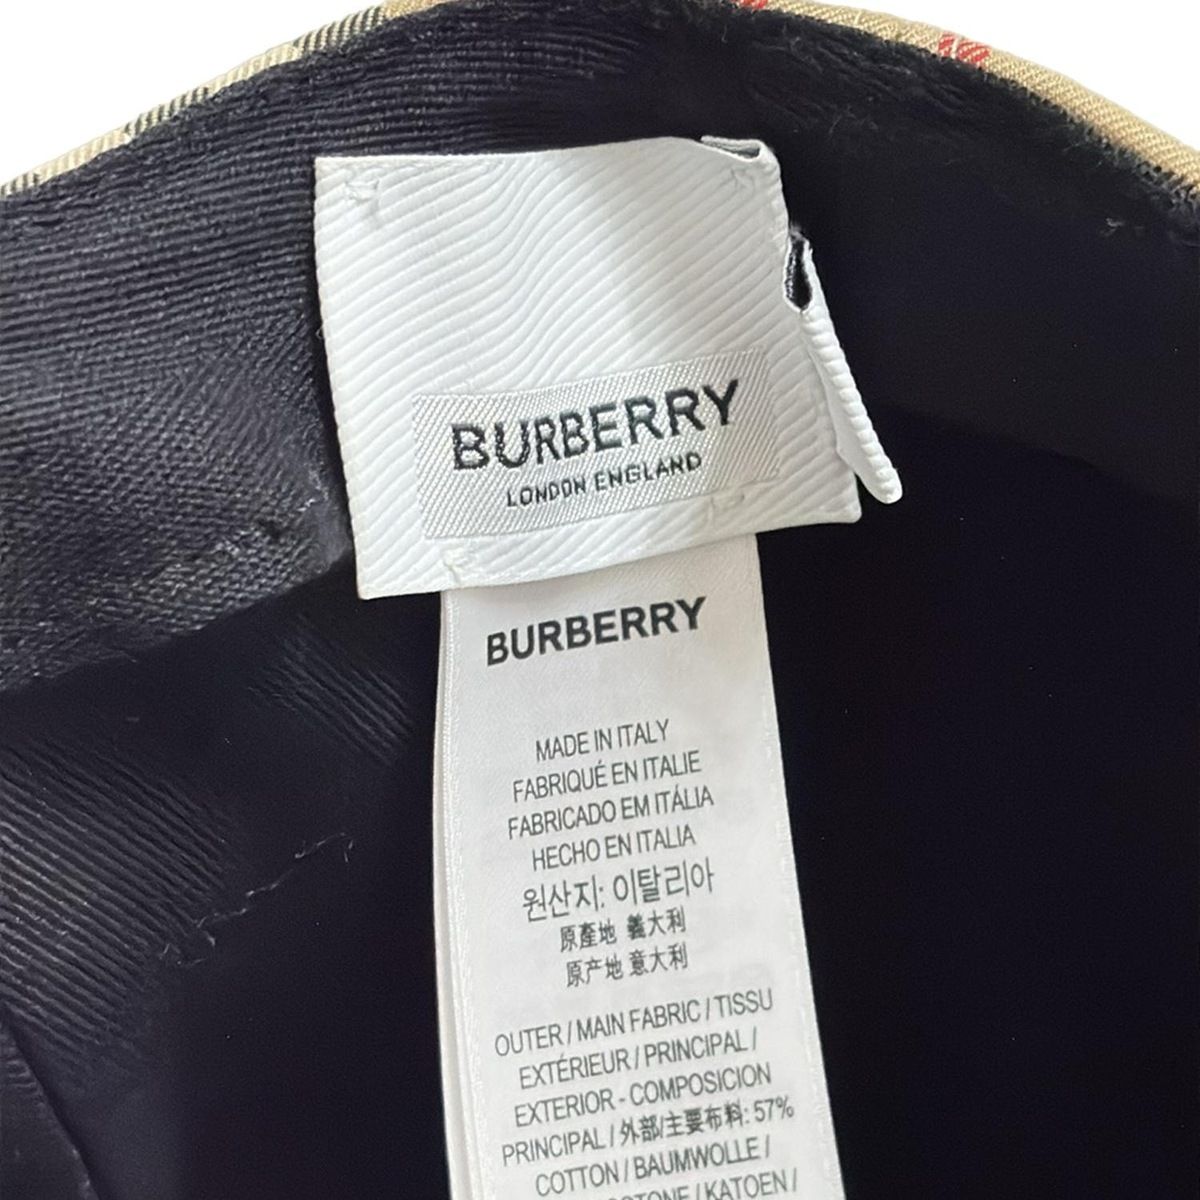 BURBERRY
LONDON ENGLAND
BURBERRY
MADE IN ITALY
FABRIQUÉ EN ITALIE
FABRICADO EM ITÁLIA
HECHO EN ITALIA
원산지: 이탈리아
原產地 義大利
原产地 意大利
OUTER / MAIN FABRIC / TISSU
EXTÉRIEUR / PRINCIPAL /
EXTERIOR - COMPOSICION
PRINCIPAL / 外部/主要布料: 57%
COTTON / BAUMWOLLE /
KATOEN /